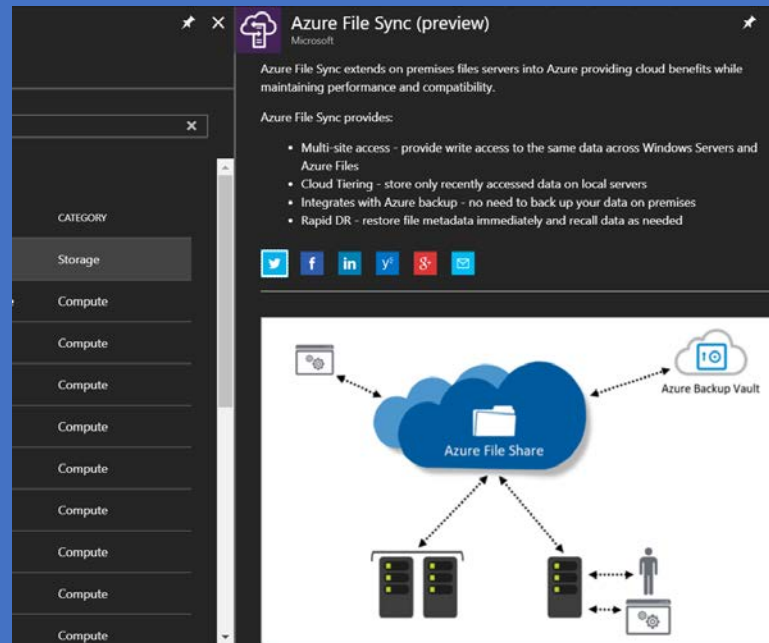 Azure File Sync (preview)
Microsoft
Azure File Sync extends on premises files servers into Azure providing cloud benefits while
maintaining performance and compatibility.
Azure File Sync provides:
• Multi-site access - provide write access to the same data across Windows Servers and
Azure Files
• Cloud Tiering - store only recently accessed data on local servers
• Integrates with Azure backup - no need to back up your data on premises
• Rapid DR - restore file metadata immediately and recall data as needed
CATEGORY
Storage
Compute
Compute
Compute
Compute
Compute
Compute
Compute
Compute
Compute
Azure File Share
Azure Backup Vault